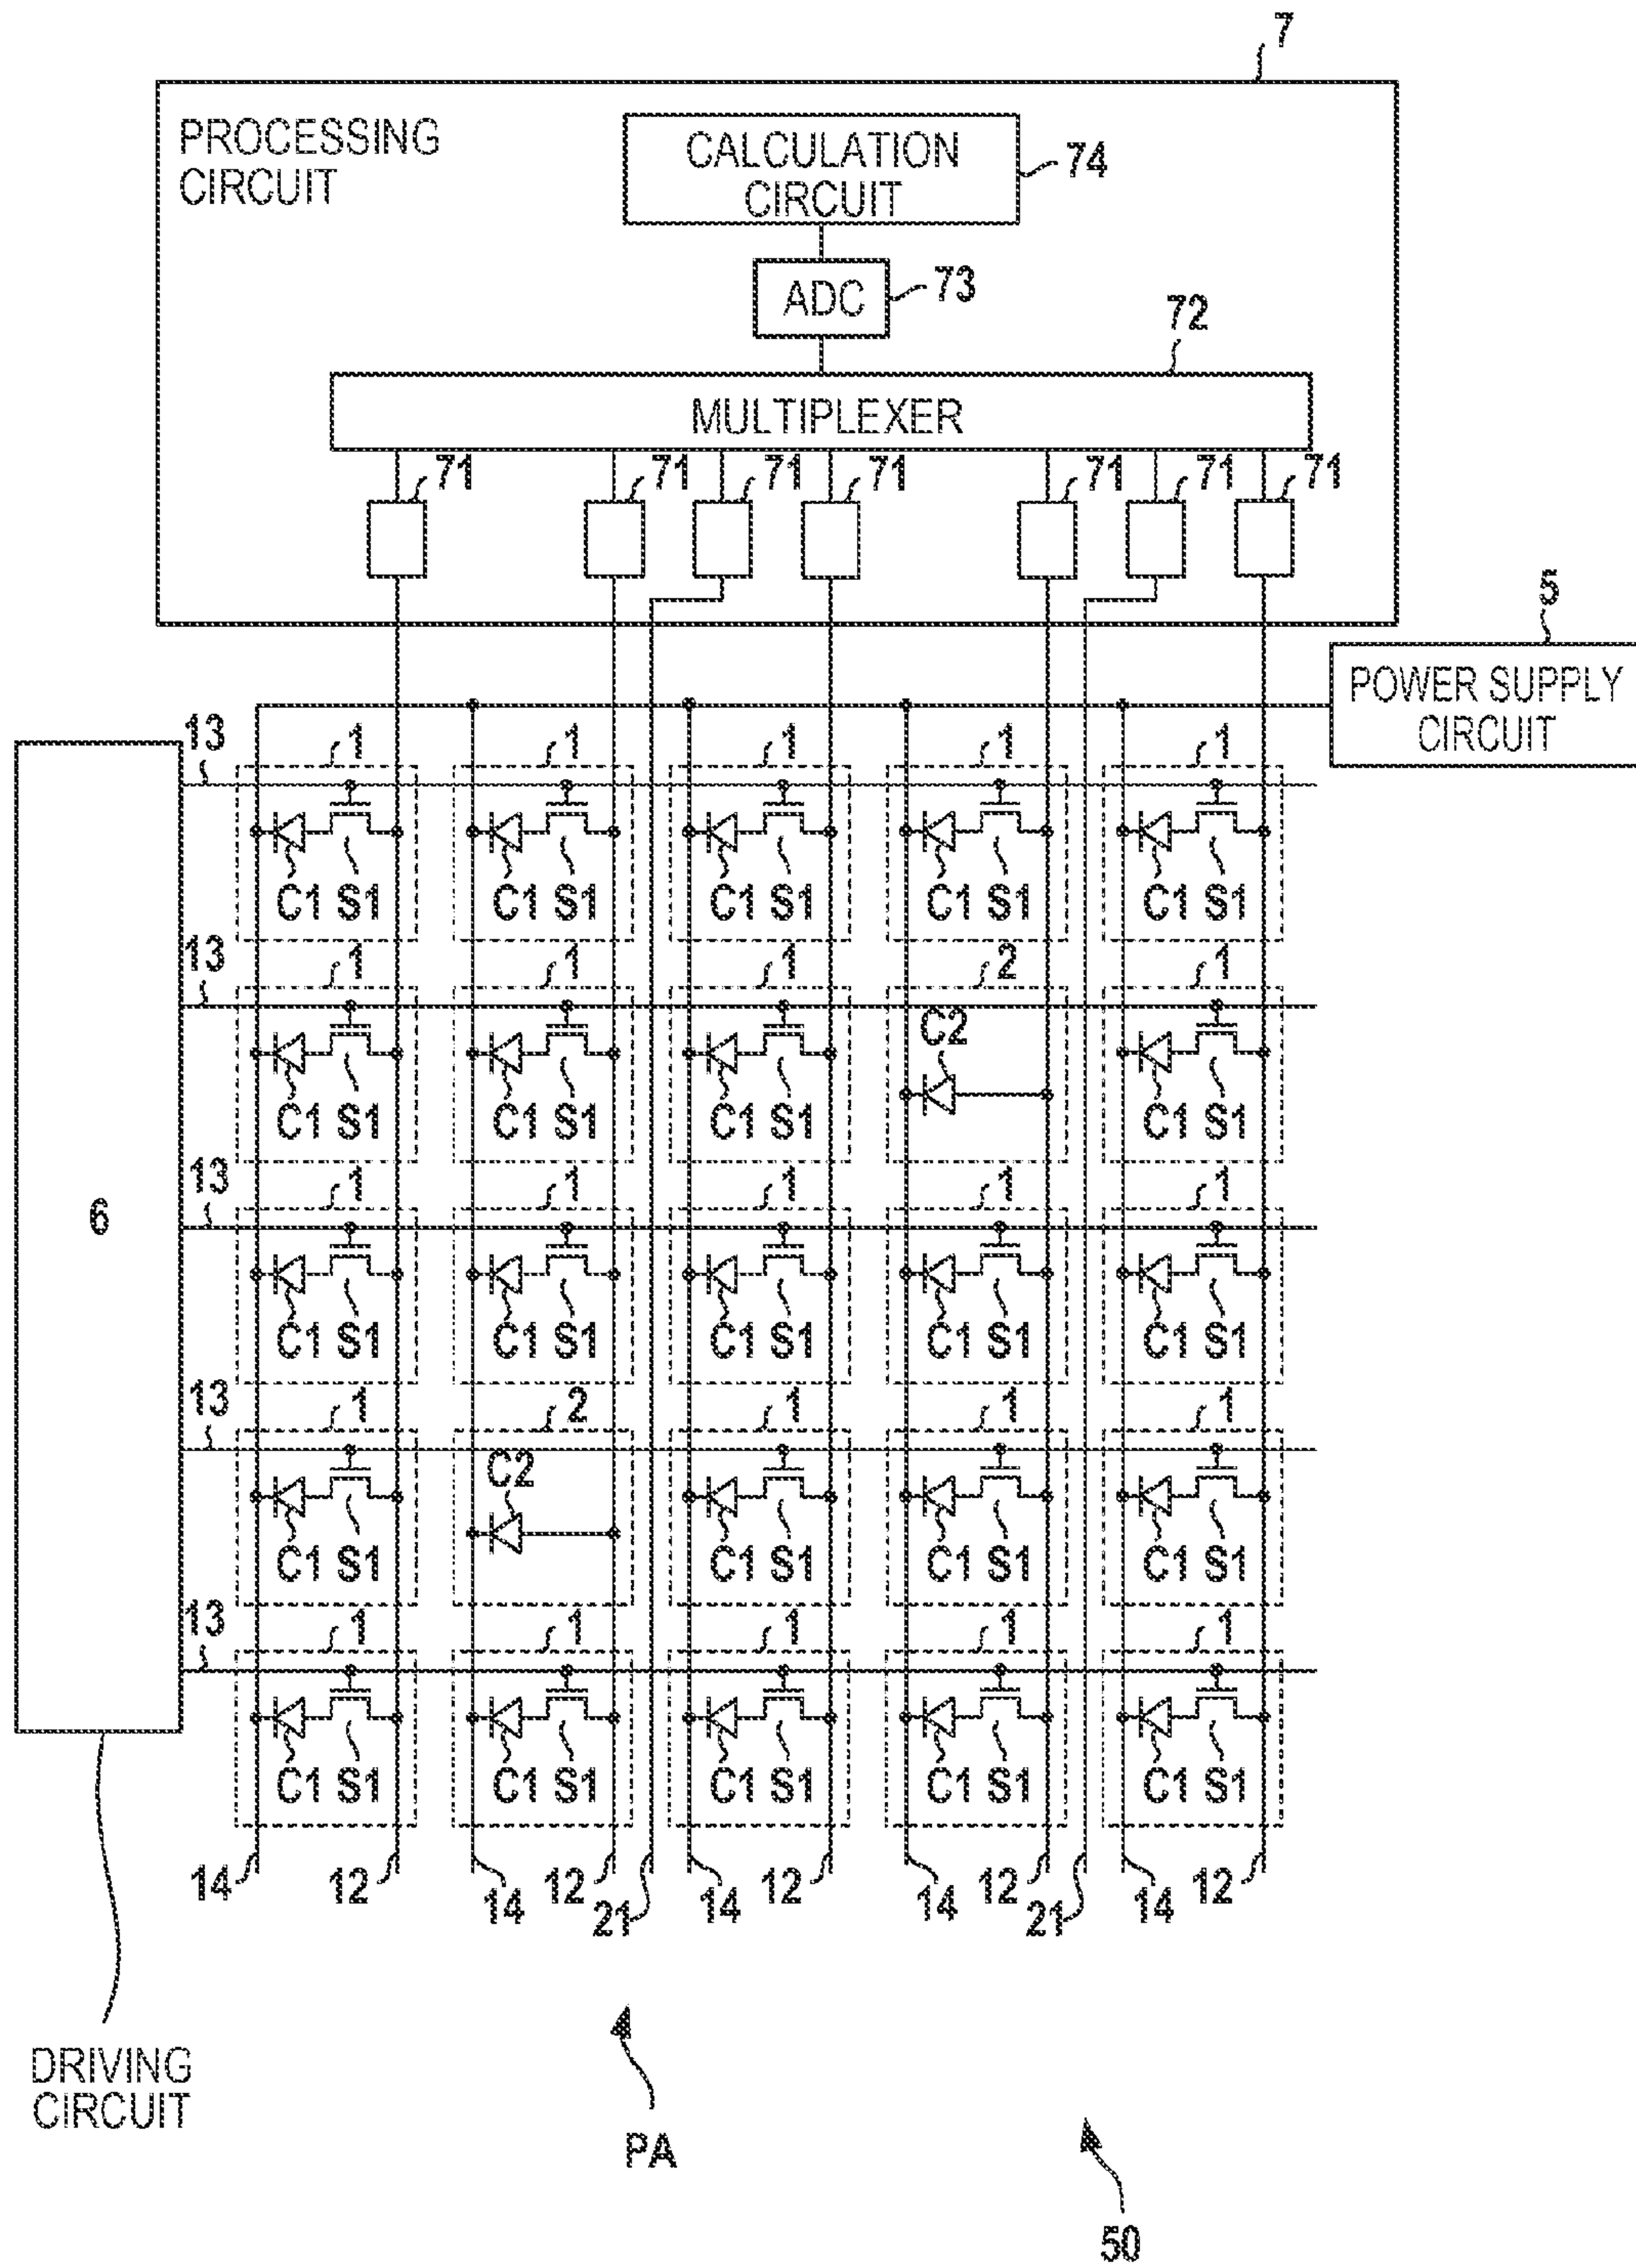 7
PROCESSING
CIRCUIT
CALCULATION
CIRCUIT
74
ADC
73
72
MULTIPLEXER
71 71 71 71 71 71 71
5
POWER SUPPLY
CIRCUIT
13 1 1 1 1 1
C1 S1 C1 S1 C1 S1 C1 S1 C1 S1
13 1 1 1 2 1
C2
C1 S1 C1 S1 C1 S1 C1 S1
6
13 1 1 1 1 1
C1 S1 C1 S1 C1 S1 C1 S1 C1 S1
13 1 2 1 1 1
C2
C1 S1 C1 S1 C1 S1 C1 S1
13 1 1 1 1 1
C1 S1 C1 S1 C1 S1 C1 S1 C1 S1
14 12 14 12 21 14 12 14 12 21 14 12
DRIVING
CIRCUIT
PA
50